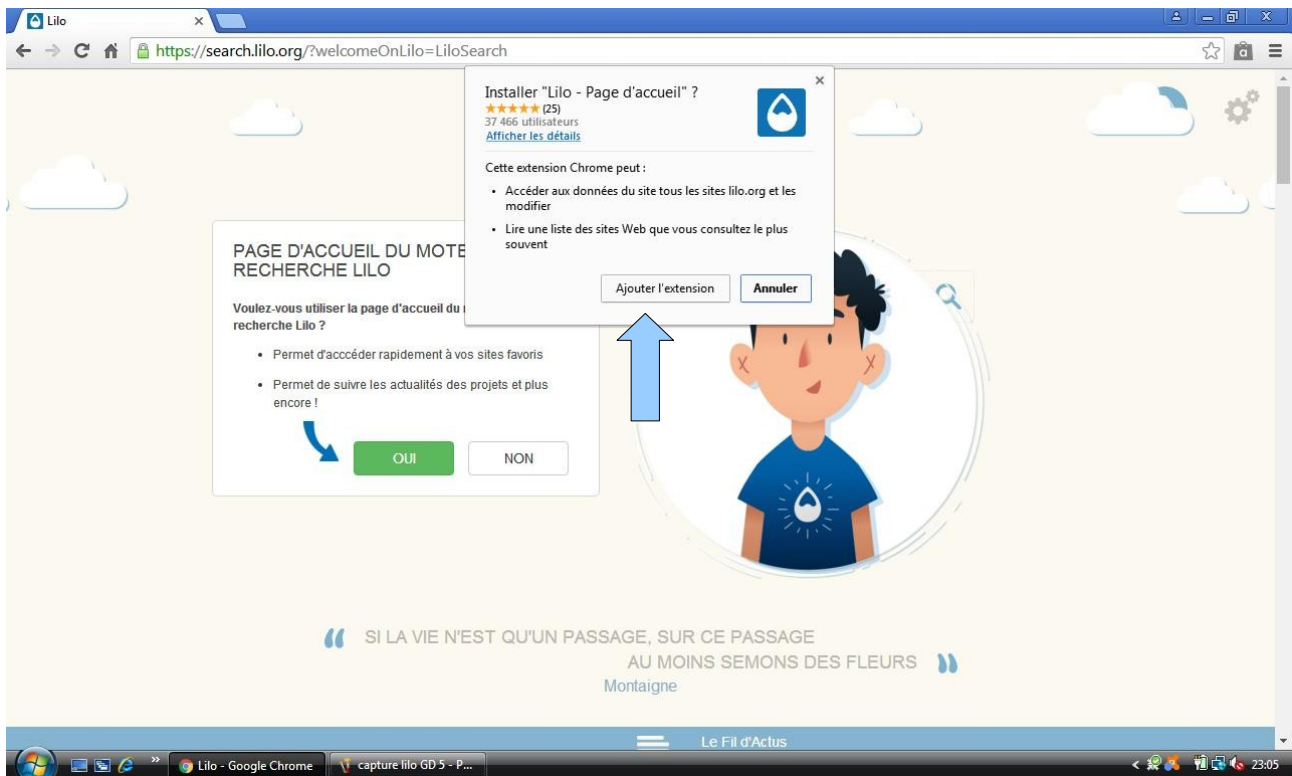 Lilo
https://search.lilo.org/?welcomeOnLilo=LiloSearch
Installer "Lilo - Page d'accueil" ?
(25)
37 466 utilisateurs
Afficher les détails
Cette extension Chrome peut :
• Accéder aux données du site tous les sites lilo.org et les
modifier
• Lire une liste des sites Web que vous consultez le plus
souvent
Ajouter l'extension
Annuler
PAGE D'ACCUEIL DU MOTE
RECHERCHE LILO
Voulez-vous utiliser la page d'accueil du
recherche Lilo ?
• Permet d'acccéder rapidement à vos sites favoris
• Permet de suivre les actualités des projets et plus
encore !
OUI
NON
SI LA VIE N'EST QU'UN PASSAGE, SUR CE PASSAGE
AU MOINS SEMONS DES FLEURS
Montaigne
Le Fil d'Actus
Lilo - Google Chrome
capture lilo GD 5 - P...
23:05